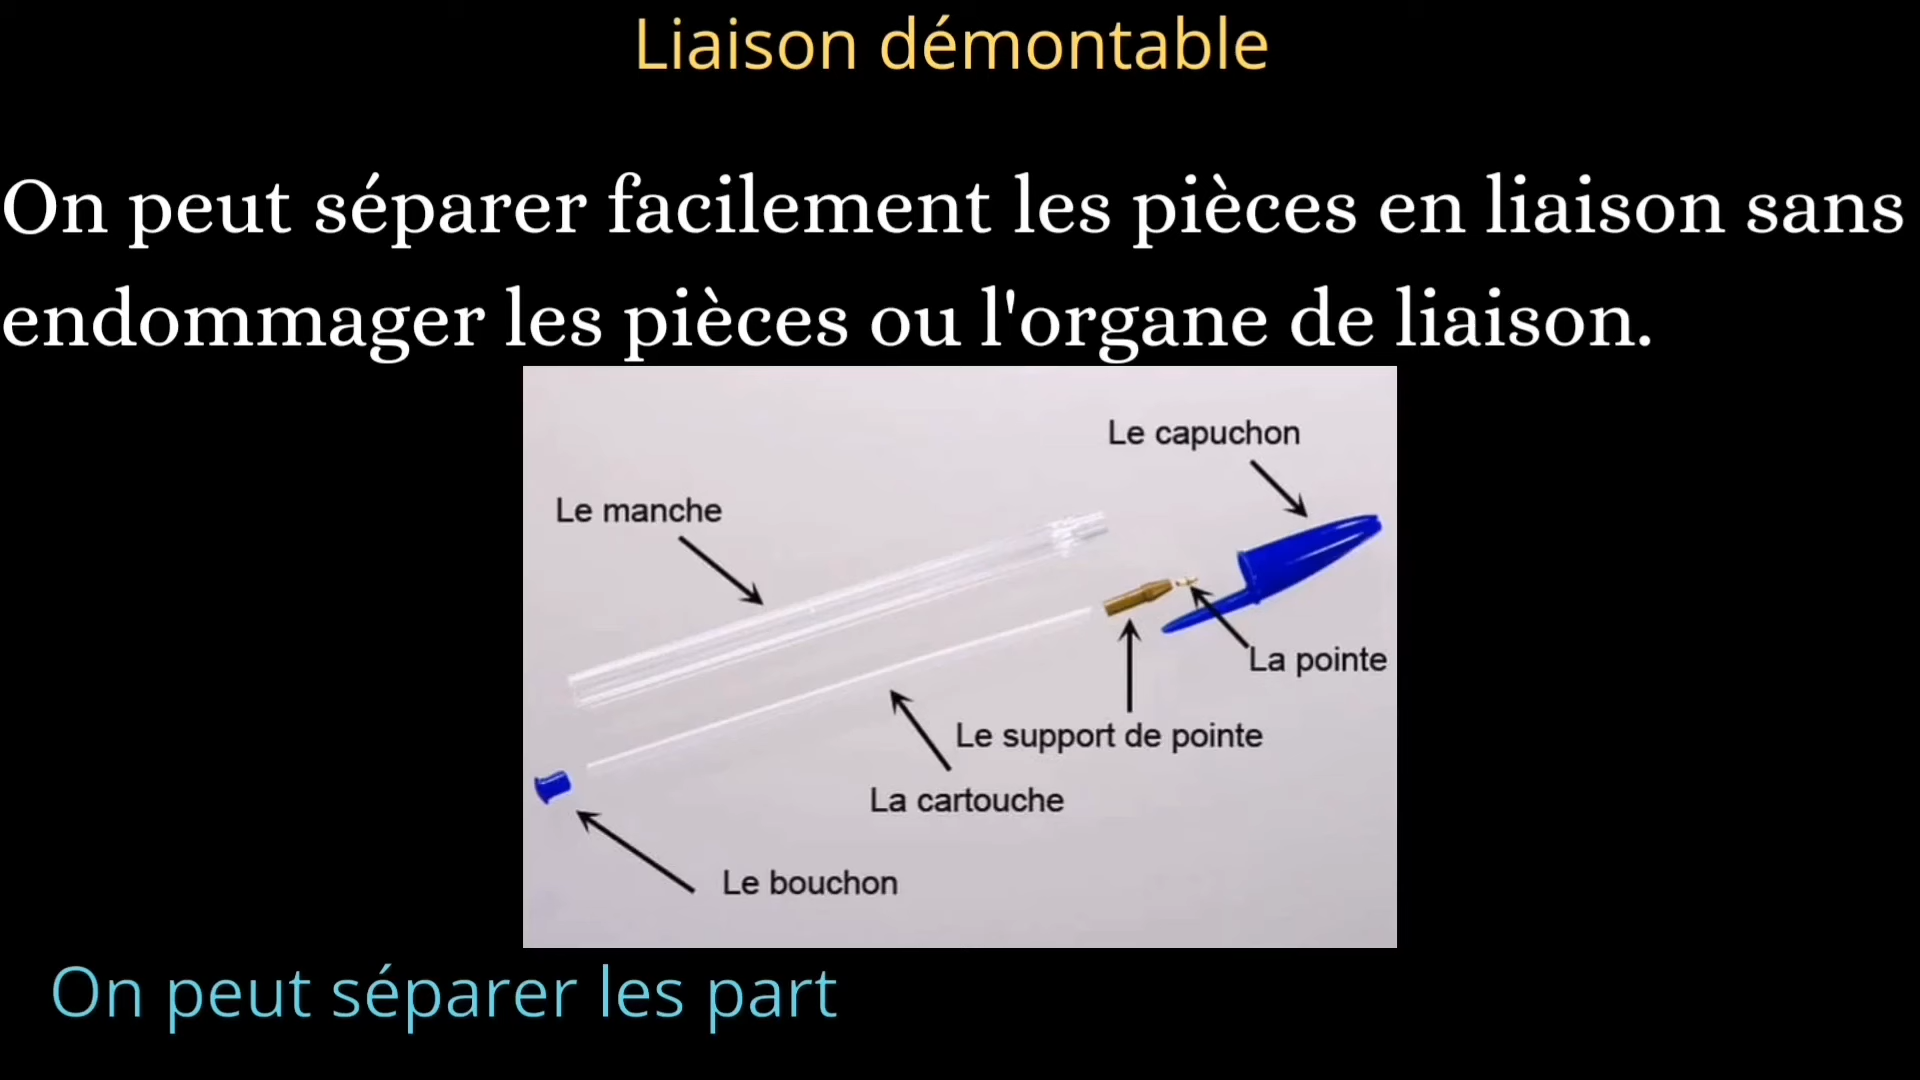 Liaison démontable
On peut séparer facilement les pièces en liaison sans
endommager les pièces ou l'organe de liaison.
Le capuchon
Le manche
La pointe
Le support de pointe
La cartouche
Le bouchon
On peut séparer les part